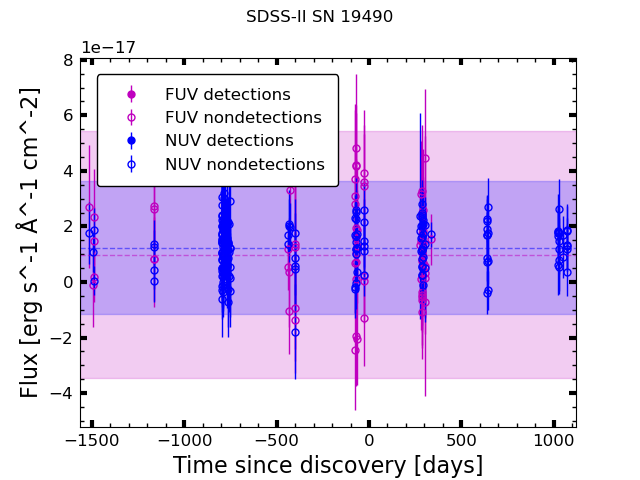 SDSS-II SN 19490
1e−17
FUV detections
FUV nondetections
NUV detections
NUV nondetections
8
6
4
2
0
−2
−4
Flux [erg s^-1 Å^-1 cm^-2]
−1500 −1000 −500 0 500 1000
Time since discovery [days]